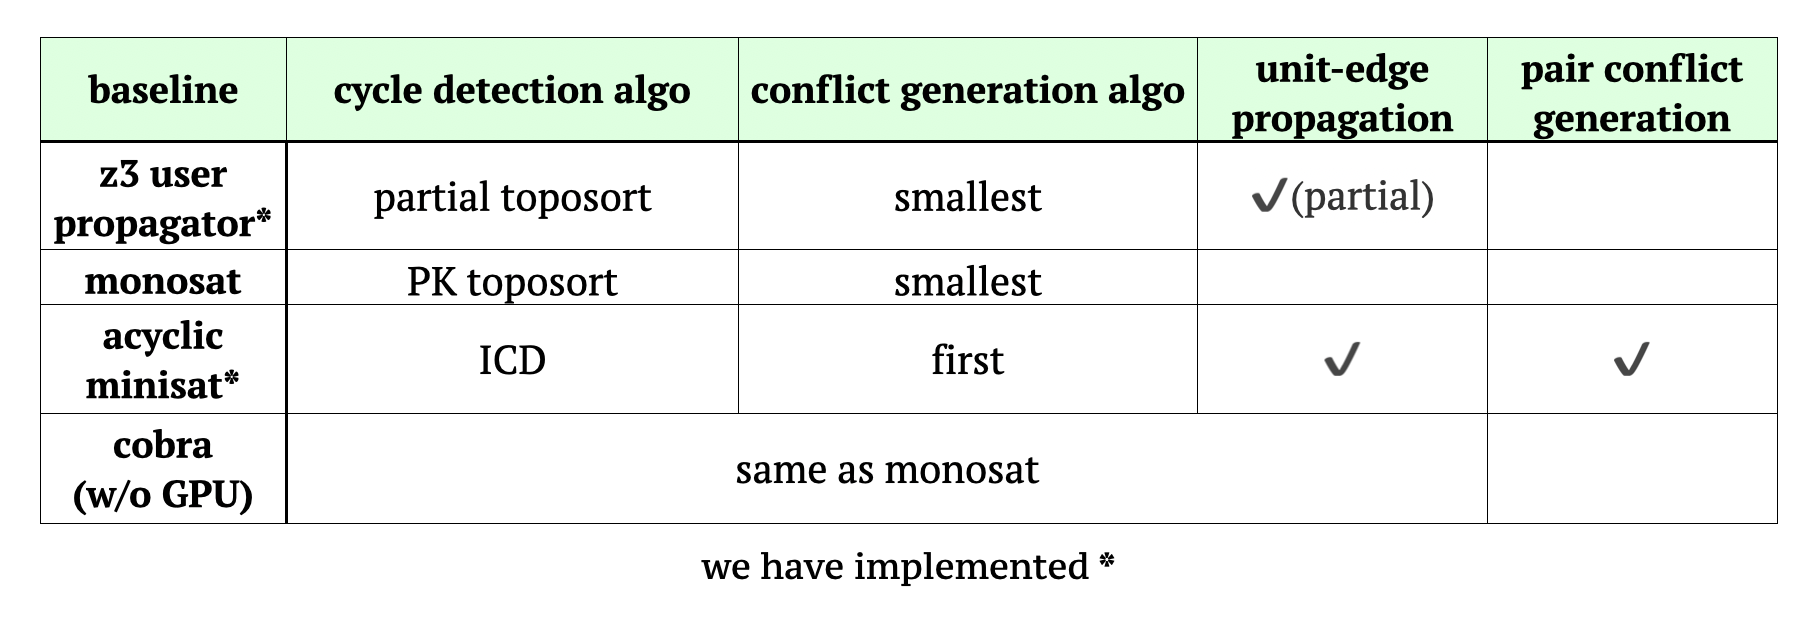 baseline
cycle detection algo
conflict generation algo
unit-edge
propagation
pair conflict
generation
z3 user
propagator*
partial toposort
smallest
✔(partial)
monosat
PK toposort
smallest
acyclic
minisat*
ICD
first
✔
✔
cobra
(w/o GPU)
same as monosat
we have implemented *